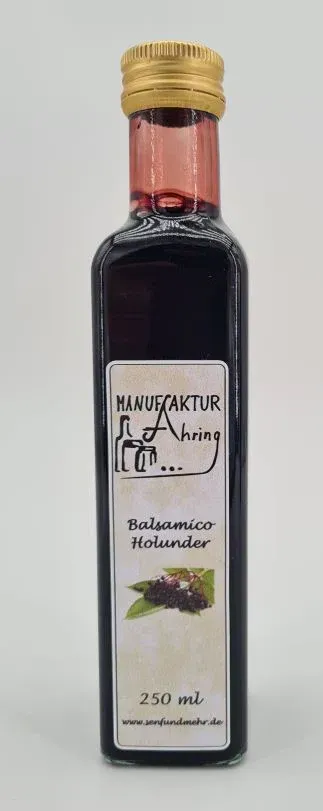 MANUFAKTUR
Ahring
...
Balsamico
Holunder
250 ml
www.senfundmehr.de